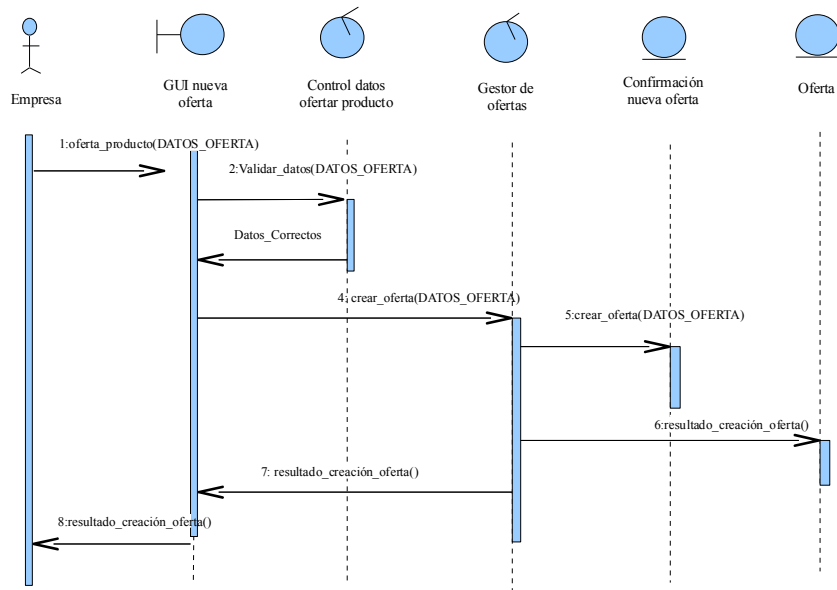 Empresa
GUI nueva
oferta
Control datos
ofertar producto
Gestor de
ofertas
Confirmación
nueva oferta
Oferta
1:oferta_producto(DATOS_OFERTA)
2:Validar_datos(DATOS_OFERTA)
Datos_Correctos
4: crear_oferta(DATOS_OFERTA)
5:crear_oferta(DATOS_OFERTA)
6:resultado_creación_oferta()
7: resultado_creación_oferta()
8:resultado_creación_oferta()